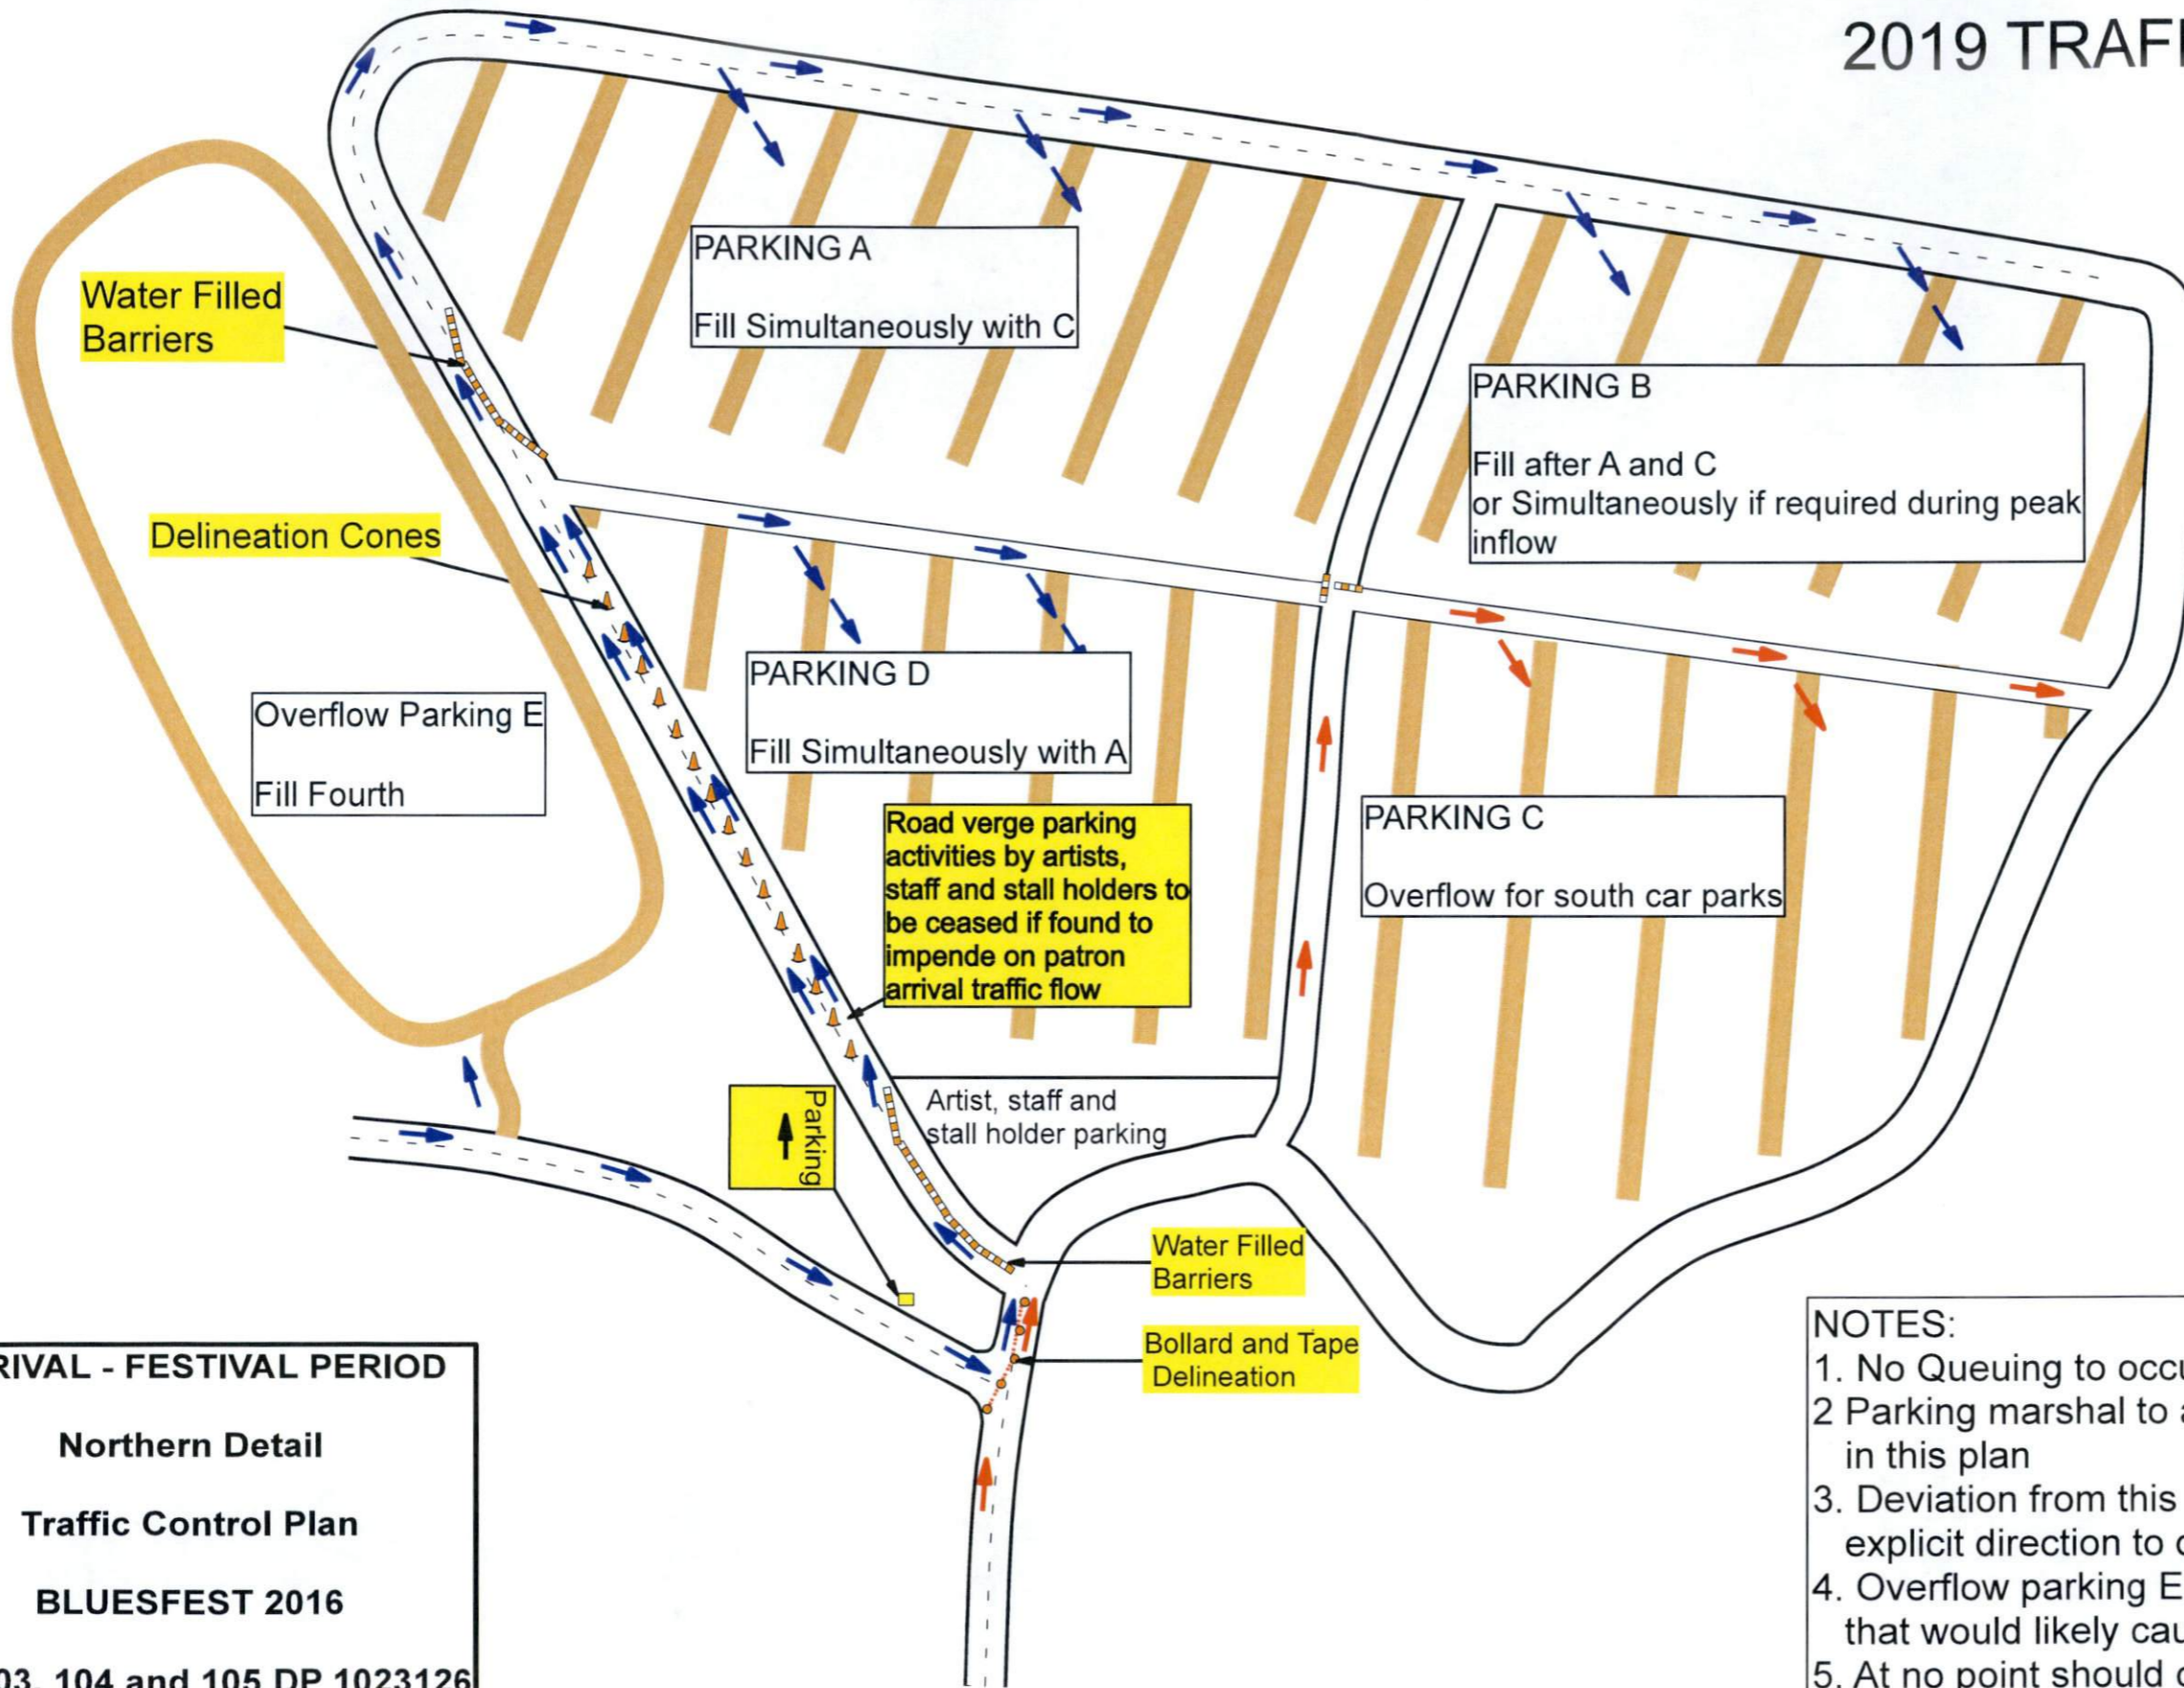 2019 TRAFF
PARKING A
Fill Simultaneously with C
Water Filled
Barriers
PARKING B
Fill after A and C
or Simultaneously if required during peak
inflow
Delineation Cones
PARKING D
Fill Simultaneously with A
Overflow Parking E
Fill Fourth
Road verge parking
activities by artists,
staff and stall holders to
be ceased if found to
impende on patron
arrival traffic flow
PARKING C
Overflow for south car parks
Parking
Artist, staff and
stall holder parking
Water Filled
Barriers
Bollard and Tape
Delineation
RIVAL - FESTIVAL PERIOD
Northern Detail
Traffic Control Plan
BLUESFEST 2016
03, 104 and 105 DP 1023126
NOTES:
1. No Queuing to occu
2 Parking marshal to a
in this plan
3. Deviation from this
explicit direction to
4. Overflow parking E
that would likely cau
5. At no point should